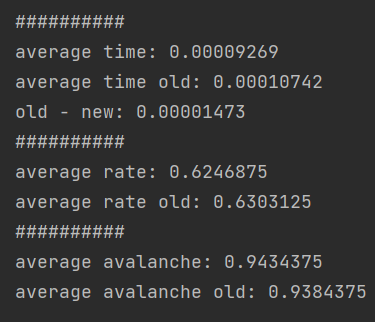 ##########
average time: 0.00009269
average time old: 0.00010742
old - new: 0.00001473
##########
average rate: 0.6246875
average rate old: 0.6303125
##########
average avalanche: 0.9434375
average avalanche old: 0.9384375